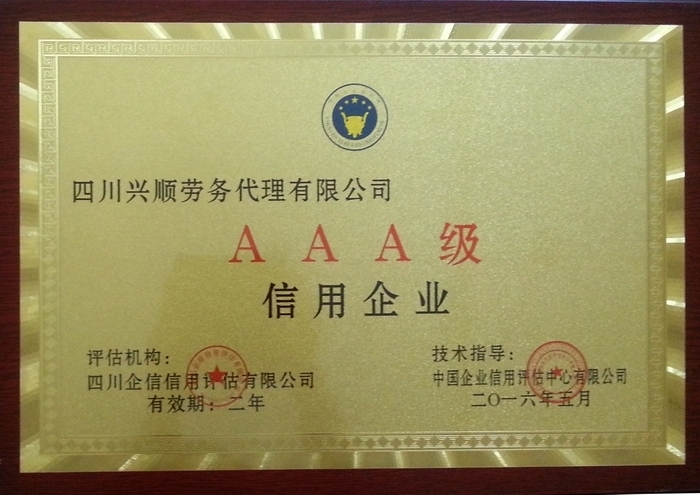 四川兴顺劳务代理有限公司
AAA级
信用企业
评估机构：
四川企信信用评估有限公司
有效期：二年
技术指导：
中国企业信用评估中心有限公司
二〇一六年五月